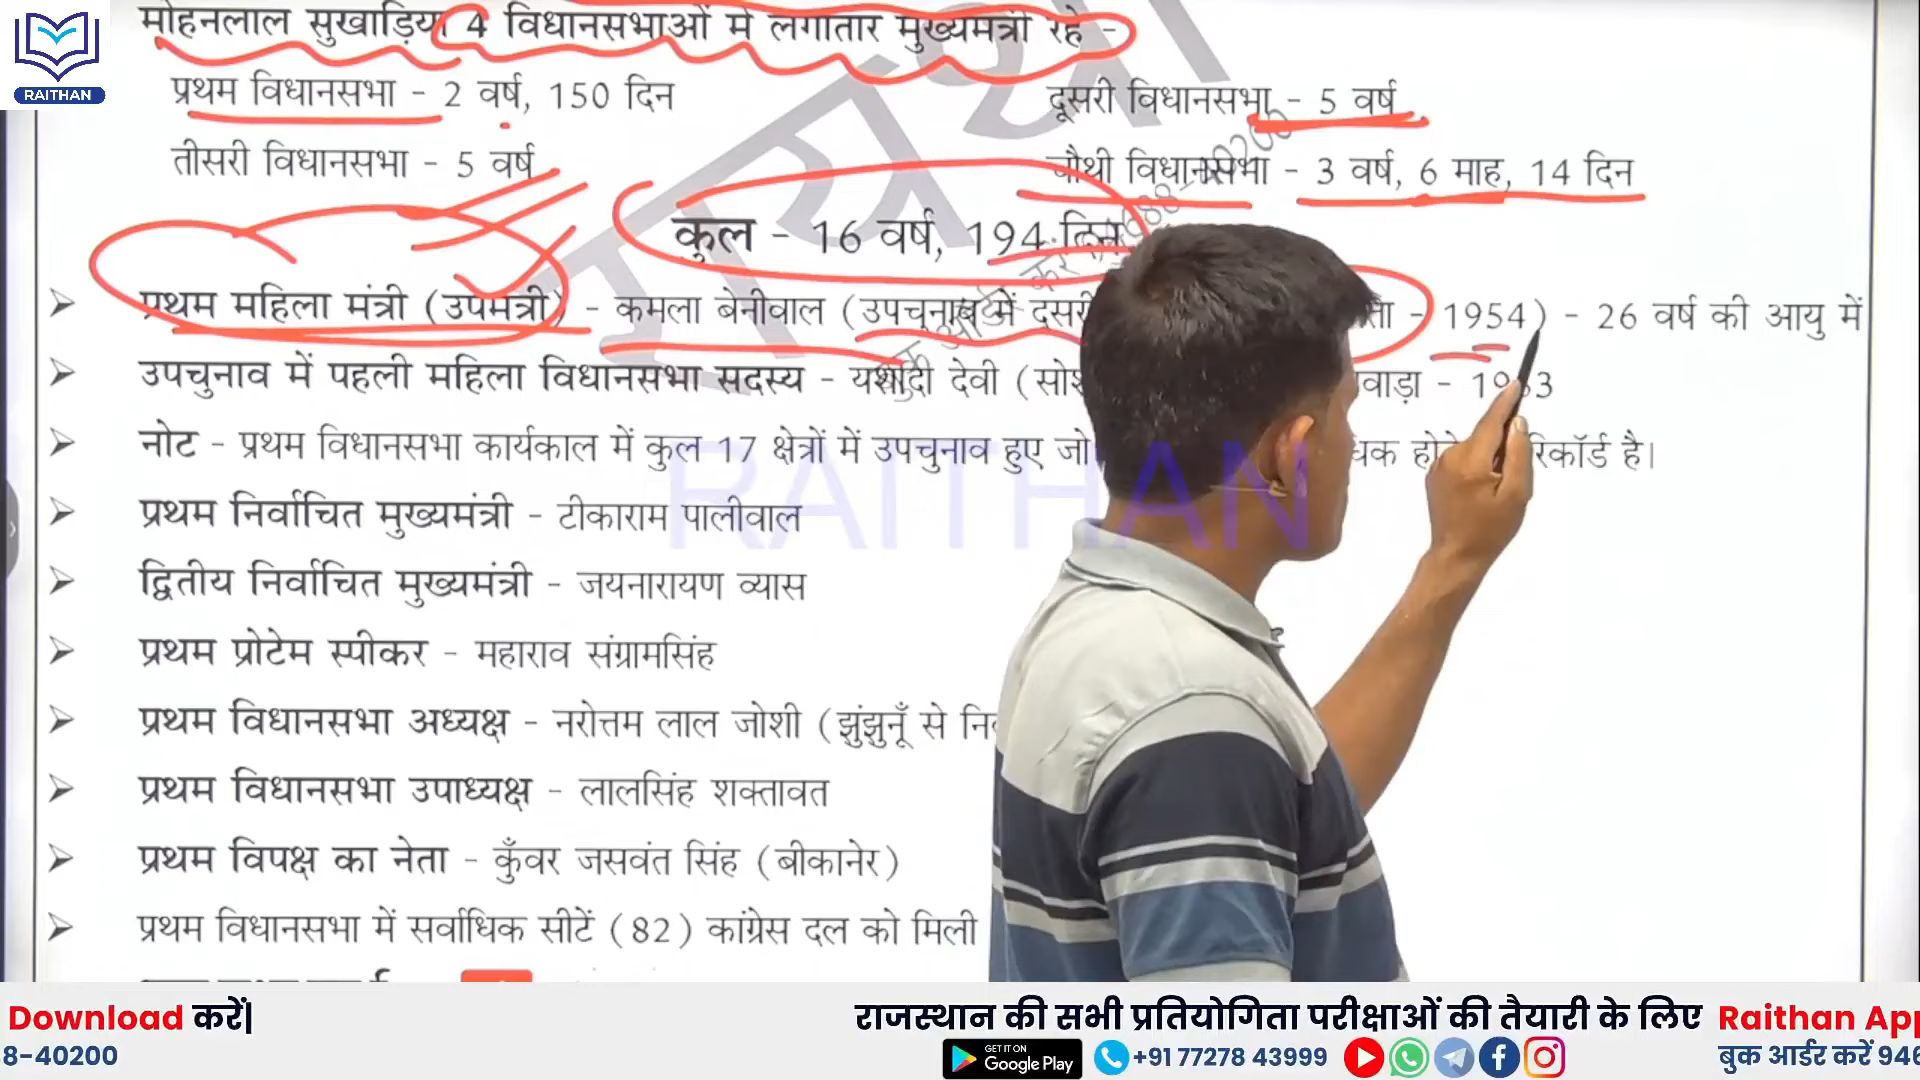 RAITHAN
मोहनलाल सुखाड़िया 4 विधानसभाओं में लगातार मुख्यमंत्री रहे -
प्रथम विधानसभा - 2 वर्ष, 150 दिन
दूसरी विधानसभा - 5 वर्ष
तीसरी विधानसभा - 5 वर्ष
चौथी विधानसभा - 3 वर्ष, 6 माह, 14 दिन
कुल - 16 वर्ष, 194 दिन
➢ प्रथम महिला मंत्री (उपमंत्री) - कमला बेनीवाल (उपचुनाव में दूसरी - 1954) - 26 वर्ष की आयु में
➢ उपचुनाव में पहली महिला विधानसभा सदस्य - यशोदा देवी - 1953
➢ नोट - प्रथम विधानसभा कार्यकाल में कुल 17 क्षेत्रों में उपचुनाव हुए जो रिकॉर्ड है।
➢ प्रथम निर्वाचित मुख्यमंत्री - टीकाराम पालीवाल
➢ द्वितीय निर्वाचित मुख्यमंत्री - जयनारायण व्यास
➢ प्रथम प्रोटेम स्पीकर - महाराव संग्रामसिंह
➢ प्रथम विधानसभा अध्यक्ष - नरोत्तम लाल जोशी (झुंझुनूँ से
➢ प्रथम विधानसभा उपाध्यक्ष - लालसिंह शक्तावत
➢ प्रथम विपक्ष का नेता - कुँवर जसवंत सिंह (बीकानेर)
➢ प्रथम विधानसभा में सर्वाधिक सीटें (82) कांग्रेस दल को मिली
RAITHAN
Download करें|
राजस्थान की सभी प्रतियोगिता परीक्षाओं की तैयारी के लिए Raithan App
8-40200
GET IT ON
Google Play
+91 77278 43999
बुक आर्डर करें 946